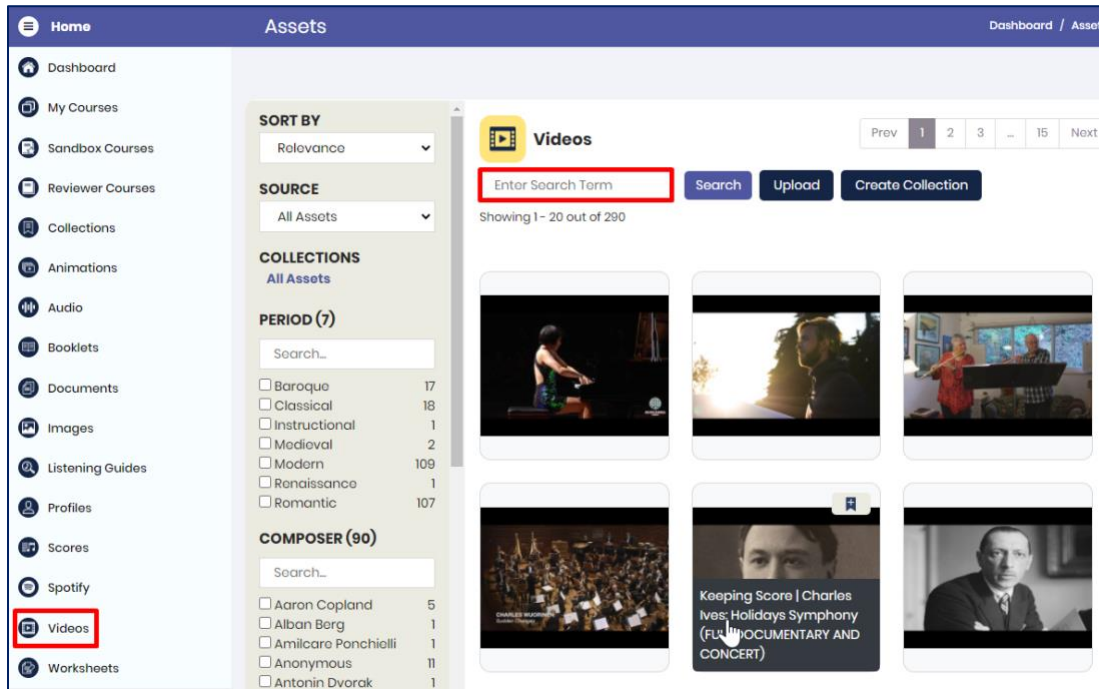 Home
Assets
Dashboard / Asset
Dashboard
My Courses
Sandbox Courses
Reviewer Courses
Collections
Animations
Audio
Booklets
Documents
Images
Listening Guides
Profiles
Scores
Spotify
Videos
Worksheets
SORT BY
Relevance
SOURCE
All Assets
COLLECTIONS
All Assets
PERIOD (7)
Search...
Baroque 17
Classical 18
Instructional 1
Medieval 2
Modern 109
Renaissance 1
Romantic 107
COMPOSER (90)
Search...
Aaron Copland 5
Alban Berg 1
Amilcare Ponchielli 1
Anonymous 11
Antonin Dvorak 1
Videos
Prev 1 2 3 ... 15 Next
Enter Search Term
Search
Upload
Create Collection
Showing 1 - 20 out of 290
CHARLES WUORINEN
Sudden Changes
Keeping Score | Charles
Ives: Holidays Symphony
DOCUMENTARY AND
CONCERT)